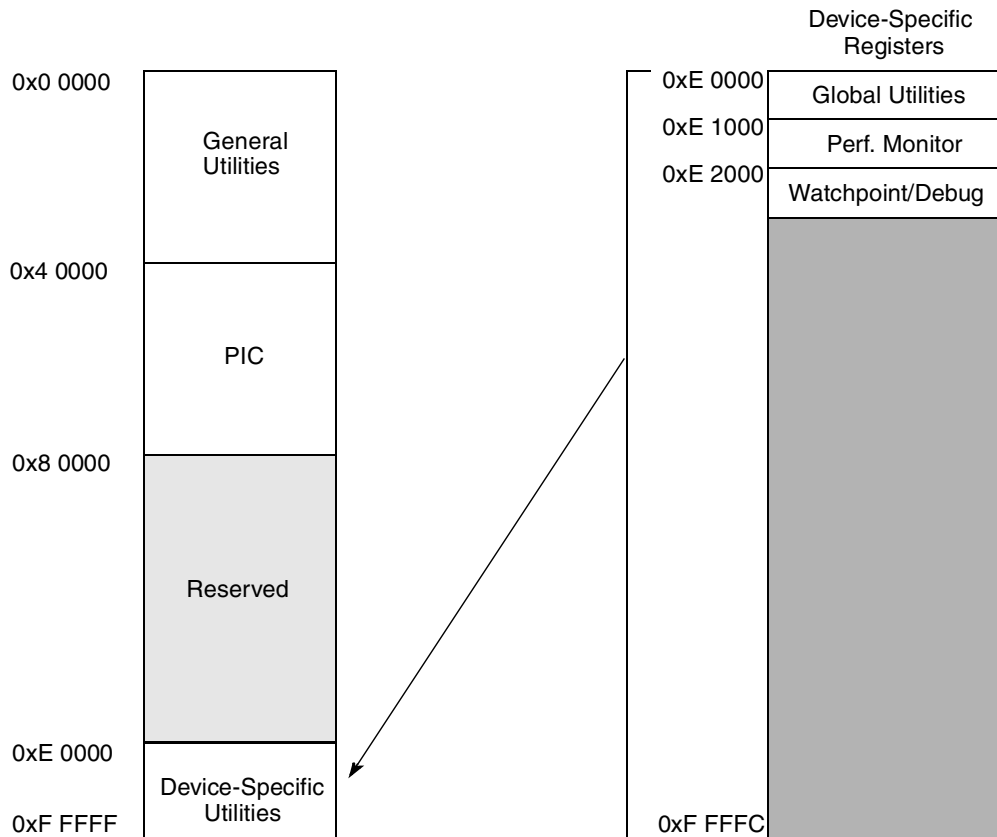 0x0 0000
General
Utilities
0x4 0000
PIC
0x8 0000
Reserved
0xE 0000
Device-Specific
Utilities
0xF FFFF
Device-Specific
Registers
0xE 0000
Global Utilities
0xE 1000
Perf. Monitor
0xE 2000
Watchpoint/Debug
0xF FFFC